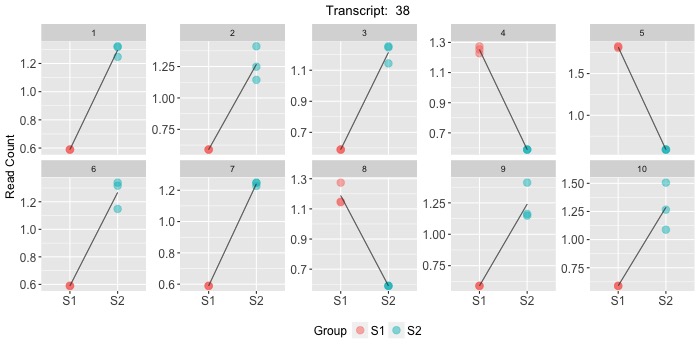 Transcript: 38
1 2 3 4 5
1.2 1.0 0.8 0.6
1.25 1.00 0.75
1.1 0.9 0.7
1.3 1.1 0.9 0.7
1.5 1.0
Read Count
6 7 8 9 10
1.2 1.0 0.8 0.6
1.2 1.0 0.8 0.6
1.3 1.1 0.9 0.7
1.25 1.00 0.75
1.50 1.25 1.00 0.75
S1 S2 S1 S2 S1 S2 S1 S2 S1 S2
Group S1 S2